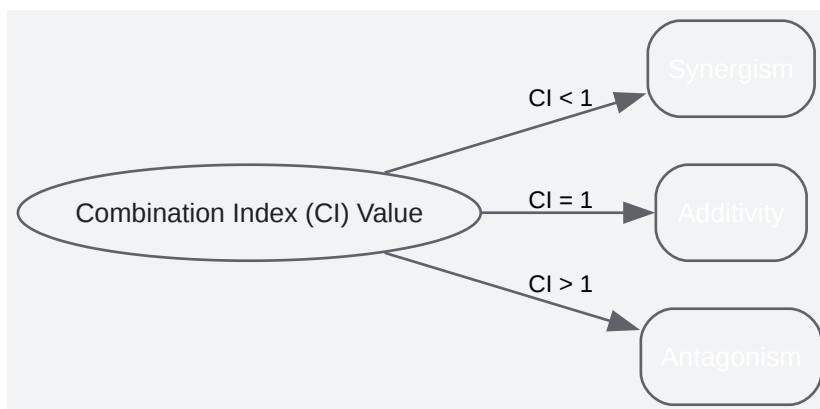 Synergism
CI < 1
Combination Index (CI) Value
CI = 1
Additivity
CI > 1
Antagonism